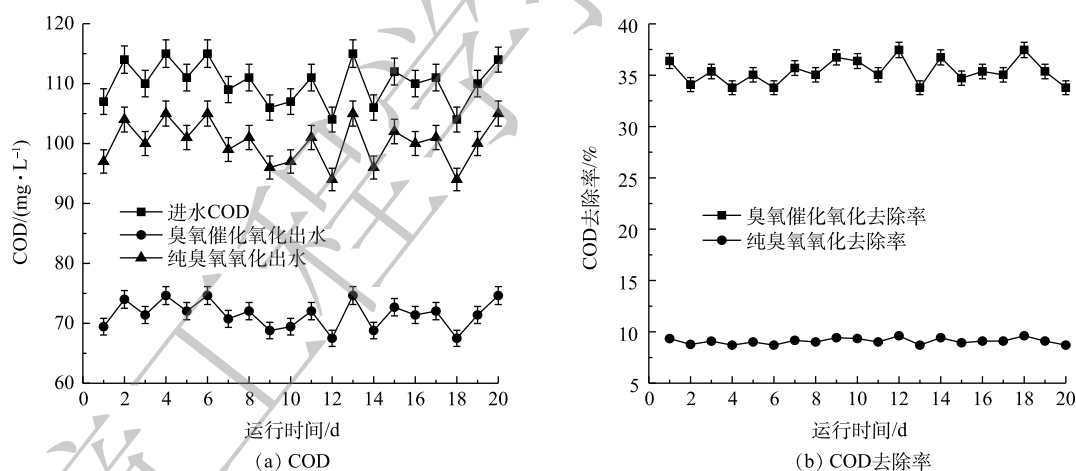 120
110
100
90
80
70
60
COD/(mg·L⁻¹)
进水COD
臭氧催化氧化出水
纯臭氧氧化出水
0 2 4 6 8 10 12 14 16 18 20
运行时间/d
(a) COD
40
35
30
25
20
15
10
5
COD去除率/%
臭氧催化氧化去除率
纯臭氧氧化去除率
0 2 4 6 8 10 12 14 16 18 20
运行时间/d
(b) COD去除率
工程学